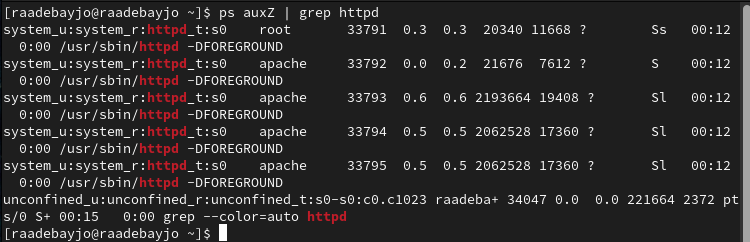 [raadebayjo@raadebayjo ~]$ ps auxZ | grep httpd
system_u:system_r:httpd_t:s0    root       33791  0.3  0.3  20340 11668 ?        Ss   00:12
  0:00 /usr/sbin/httpd -DFOREGROUND
system_u:system_r:httpd_t:s0    apache     33792  0.0  0.2  21676  7612 ?        S    00:12
  0:00 /usr/sbin/httpd -DFOREGROUND
system_u:system_r:httpd_t:s0    apache     33793  0.6  0.6 2193664 19408 ?       Sl   00:12
  0:00 /usr/sbin/httpd -DFOREGROUND
system_u:system_r:httpd_t:s0    apache     33794  0.5  0.5 2062528 17360 ?       Sl   00:12
  0:00 /usr/sbin/httpd -DFOREGROUND
system_u:system_r:httpd_t:s0    apache     33795  0.5  0.5 2062528 17360 ?       Sl   00:12
  0:00 /usr/sbin/httpd -DFOREGROUND
unconfined_u:unconfined_r:unconfined_t:s0-s0:c0.c1023 raadeba+ 34047 0.0  0.0 221664 2372 pt
s/0 S+ 00:15   0:00 grep --color=auto httpd
[raadebayjo@raadebayjo ~]$